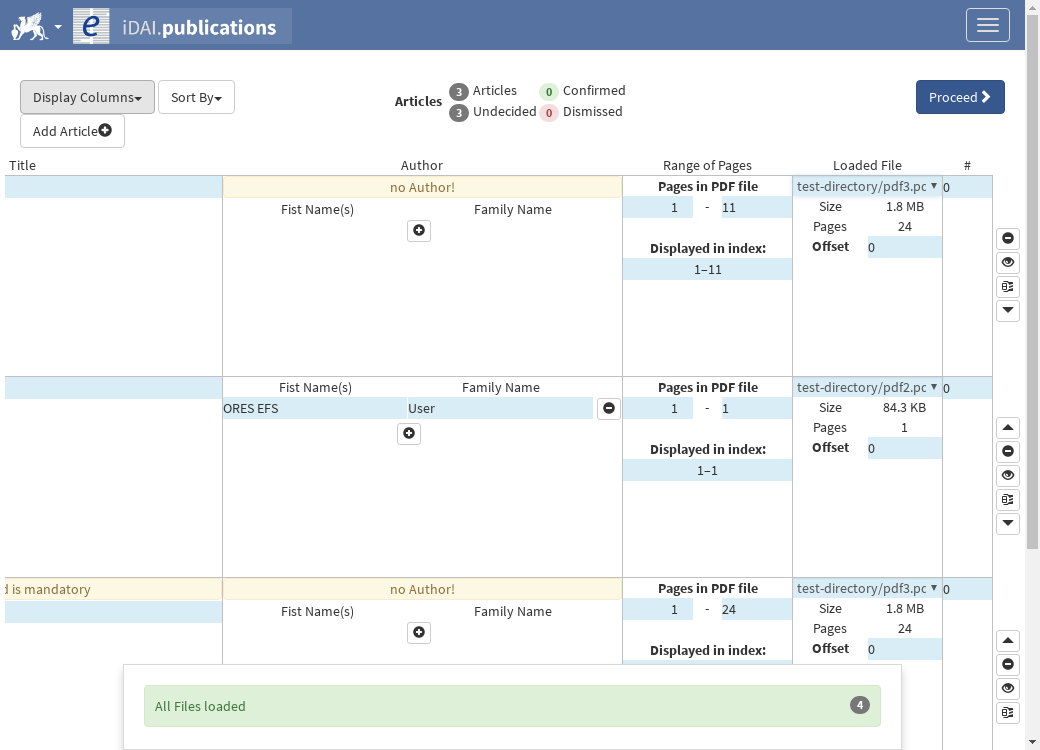 iDAI.publications
Display Columns
Sort By
Add Article
Articles
3 Articles
0 Confirmed
3 Undecided
0 Dismissed
Proceed
Title
Author
Range of Pages
Loaded File
#
no Author!
Pages in PDF file
test-directory/pdf3.pc
0
Fist Name(s)
Family Name
1 - 11
Size 1.8 MB
Pages 24
Displayed in index:
Offset 0
1–11
Fist Name(s)
Family Name
Pages in PDF file
test-directory/pdf2.pc
0
ORES EFS
User
1 - 1
Size 84.3 KB
Pages 1
Displayed in index:
Offset 0
1–1
d is mandatory
no Author!
Pages in PDF file
test-directory/pdf3.pc
0
Fist Name(s)
Family Name
1 - 24
Size 1.8 MB
Pages 24
Displayed in index:
Offset 0
All Files loaded
4